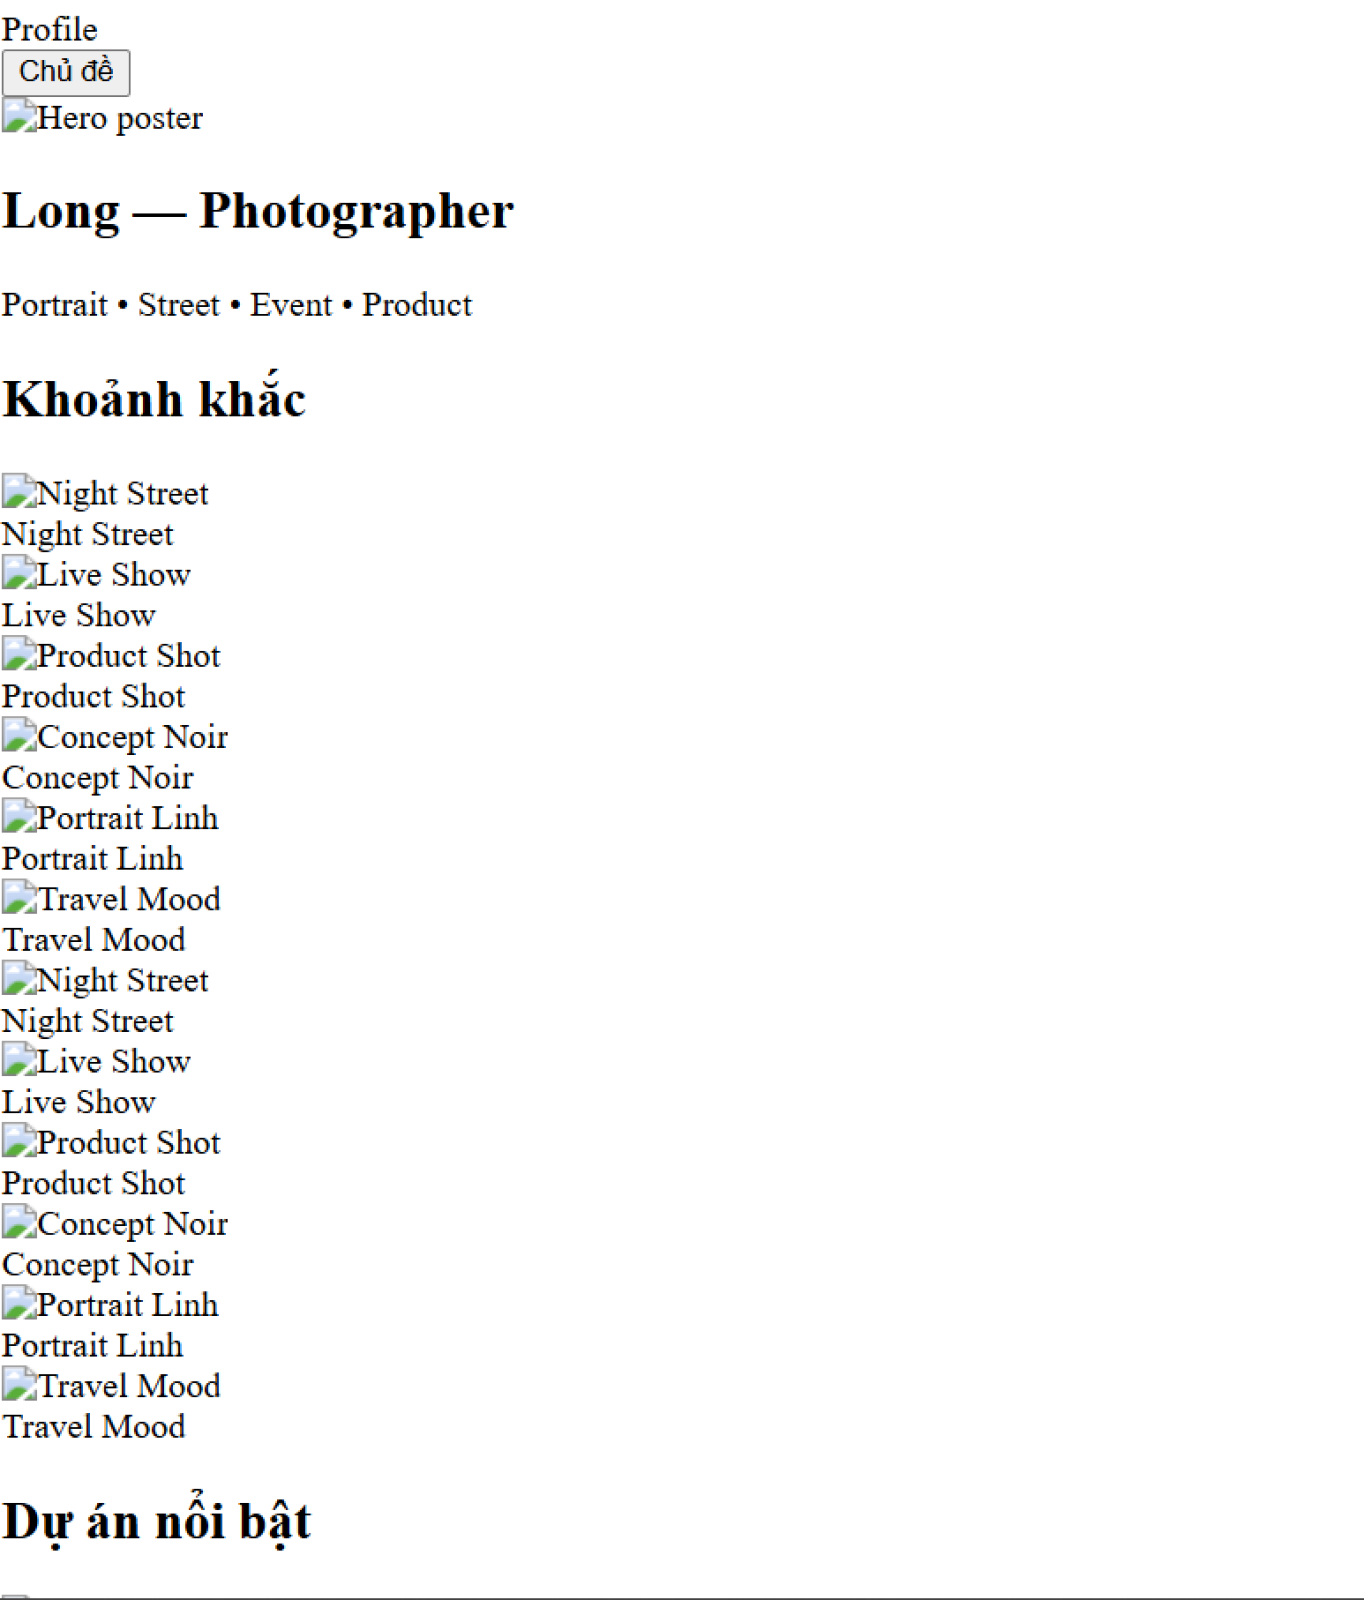 Profile
Chủ đề
Hero poster
Long — Photographer
Portrait • Street • Event • Product
Khoảnh khắc
Night Street
Night Street
Live Show
Live Show
Product Shot
Product Shot
Concept Noir
Concept Noir
Portrait Linh
Portrait Linh
Travel Mood
Travel Mood
Night Street
Night Street
Live Show
Live Show
Product Shot
Product Shot
Concept Noir
Concept Noir
Portrait Linh
Portrait Linh
Travel Mood
Travel Mood
Dự án nổi bật